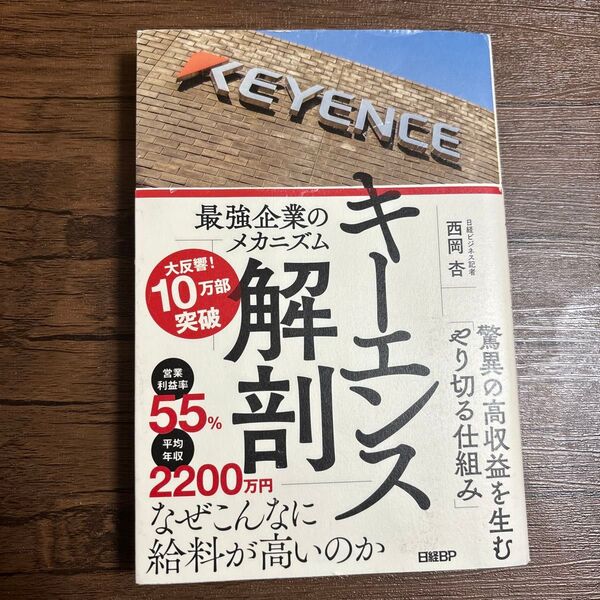 KEYENCE
キーエンス
解剖
最強企業の
メカニズム
日経ビジネス記者
西岡 杏
大反響！
10万部
突破
驚異の高収益を生む
「やり切る仕組み」
営業
利益率
55%
平均
年収
2200万円
なぜこんなに
給料が高いのか
日経BP